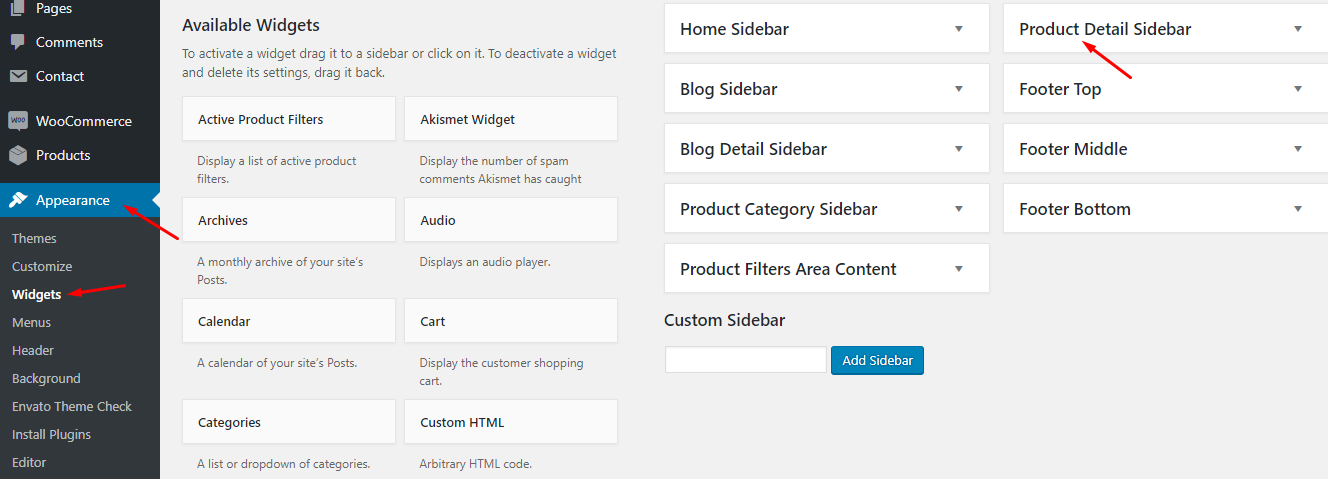 Pages
Comments
Contact
WOO
WooCommerce
Products
Appearance
Themes
Customize
Widgets
Menus
Header
Background
Envato Theme Check
Install Plugins
Editor
Available Widgets
To activate a widget drag it to a sidebar or click on it. To deactivate a widget
and delete its settings, drag it back.
Active Product Filters
Display a list of active product
filters.
Akismet Widget
Display the number of spam
comments Akismet has caught
Archives
A monthly archive of your site’s
Posts.
Audio
Displays an audio player.
Calendar
A calendar of your site’s Posts.
Cart
Display the customer shopping
cart.
Categories
A list or dropdown of categories.
Custom HTML
Arbitrary HTML code.
Home Sidebar
Blog Sidebar
Blog Detail Sidebar
Product Category Sidebar
Product Filters Area Content
Custom Sidebar
Add Sidebar
Product Detail Sidebar
Footer Top
Footer Middle
Footer Bottom